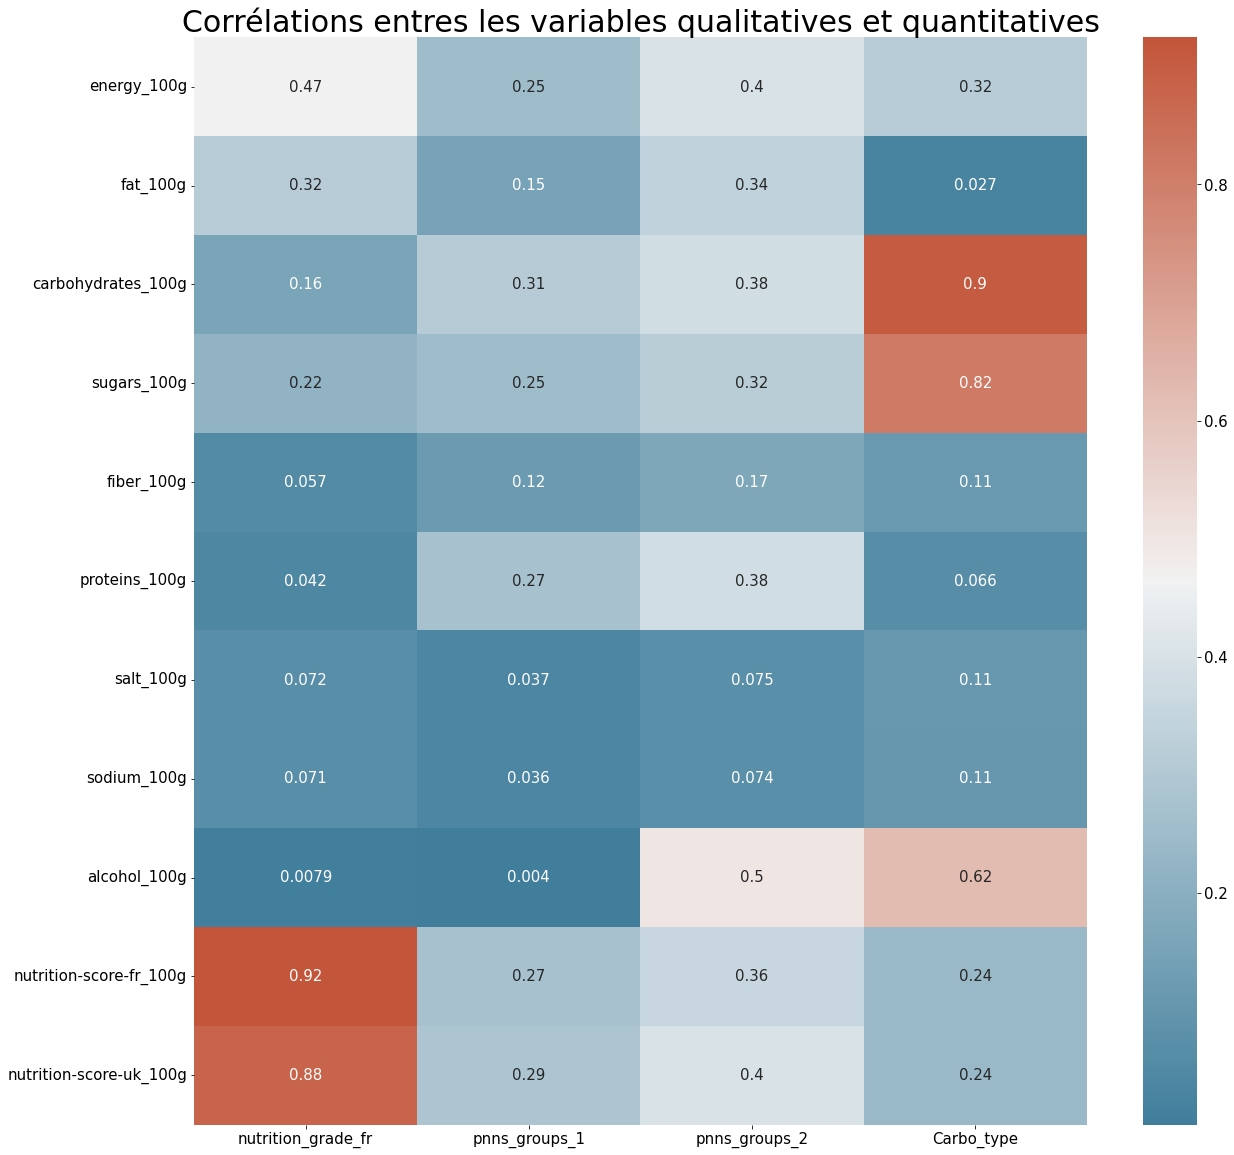 Corrélations entres les variables qualitatives et quantitatives
energy_100g 0.47 0.25 0.4 0.32
fat_100g 0.32 0.15 0.34 0.027
0.8
carbohydrates_100g 0.16 0.31 0.38 0.9
sugars_100g 0.22 0.25 0.32 0.82
0.6
fiber_100g 0.057 0.12 0.17 0.11
proteins_100g 0.042 0.27 0.38 0.066
0.4
salt_100g 0.072 0.037 0.075 0.11
sodium_100g 0.071 0.036 0.074 0.11
alcohol_100g 0.0079 0.004 0.5 0.62
0.2
nutrition-score-fr_100g 0.92 0.27 0.36 0.24
nutrition-score-uk_100g 0.88 0.29 0.4 0.24
nutrition_grade_fr pnns_groups_1 pnns_groups_2 Carbo_type